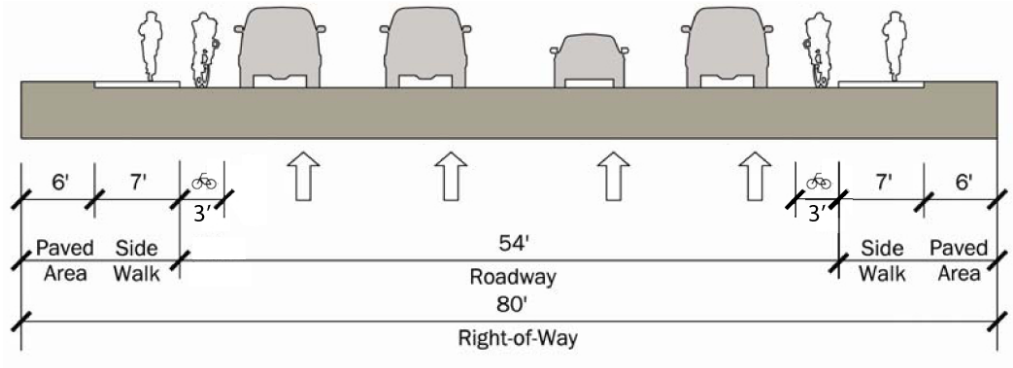 6' 7' 7' 6'
3’ 3’
54'
Paved Side Side Paved
Area Walk Walk Area
Roadway
80'
Right-of-Way